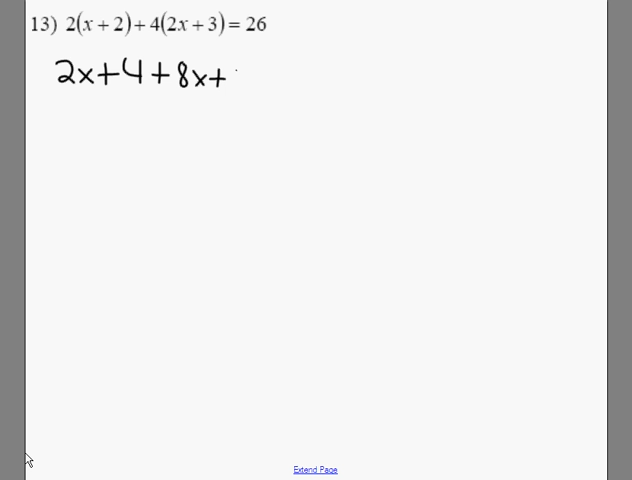 13) 2(x + 2) + 4(2x + 3) = 26
2x+4+8x+
Extend Page